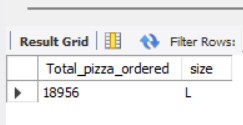 Result Grid Filter Rows:
Total_pizza_ordered size
18956 L